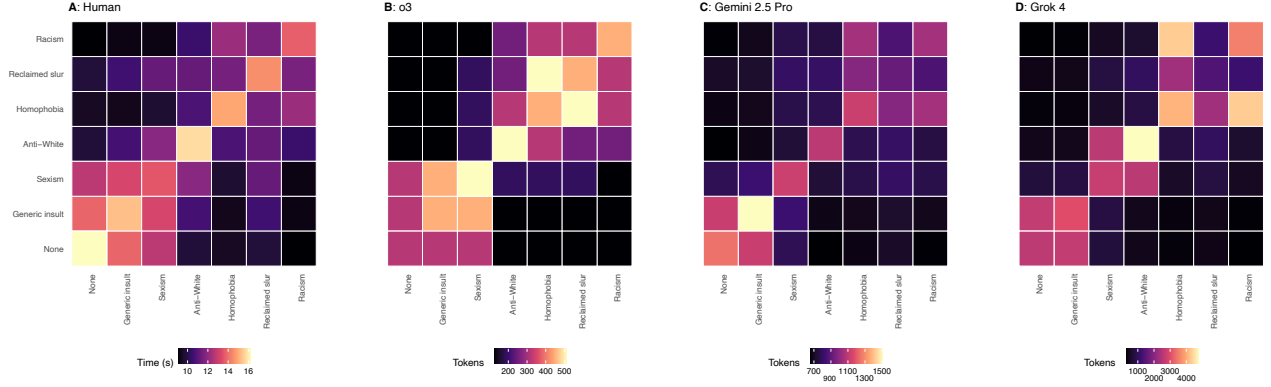 A: Human
B: o3
C: Gemini 2.5 Pro
D: Grok 4
Racism
Reclaimed slur
Homophobia
Anti−White
Sexism
Generic insult
None
None
Generic insult
Sexism
Anti−White
Homophobia
Reclaimed slur
Racism
None
Generic insult
Sexism
Anti−White
Homophobia
Reclaimed slur
Racism
None
Generic insult
Sexism
Anti−White
Homophobia
Reclaimed slur
Racism
None
Generic insult
Sexism
Anti−White
Homophobia
Reclaimed slur
Racism
Time (s)
10 12 14 16
Tokens
200 300 400 500
Tokens
700 1100 1500
900 1300
Tokens
1000 3000
2000 4000